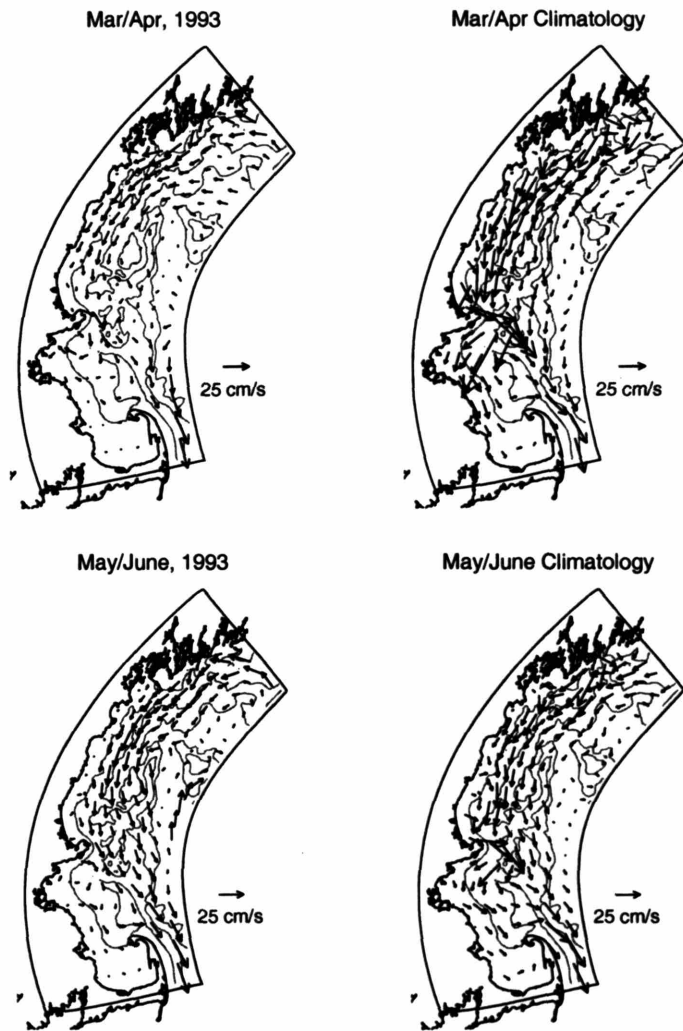 Mar/Apr, 1993
Mar/Apr Climatology
25 cm/s
25 cm/s
May/June, 1993
May/June Climatology
25 cm/s
25 cm/s